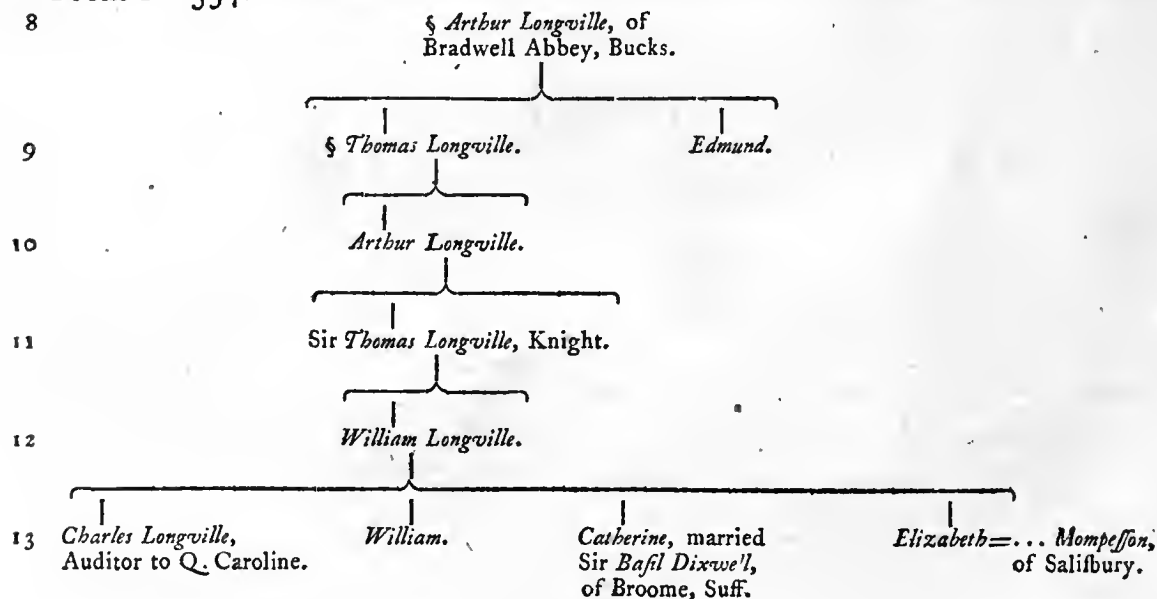 8 § Arthur Longville, of
Bradwell Abbey, Bucks.
9 § Thomas Longville. Edmund.
10 Arthur Longville.
11 Sir Thomas Longville, Knight.
12 William Longville.
13 Charles Longville, William. Catherine, married Elizabeth=... Mompeſſon,
Auditor to Q. Caroline. Sir Baſil Dixwe'l, of Saliſbury.
of Broome, Suff.